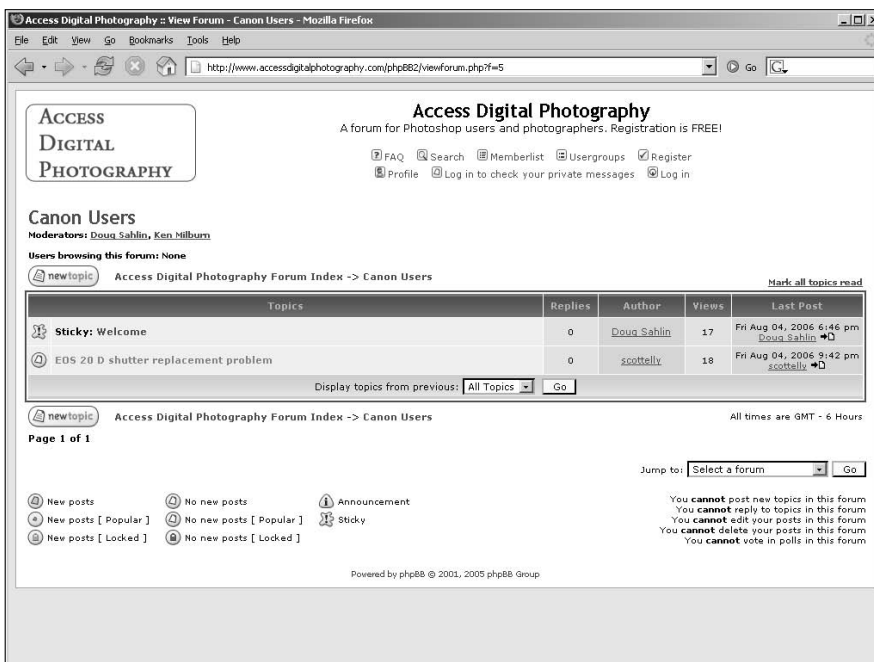 Access Digital Photography :: View Forum - Canon Users - Mozilla Firefox
File Edit View Go Bookmarks Tools Help
http://www.accessdigitalphotography.com/phpBB2/viewforum.php?f=5
Go
G
ACCESS
DIGITAL
PHOTOGRAPHY
Access Digital Photography
A forum for Photoshop users and photographers. Registration is FREE!
FAQ Search Memberlist Usergroups Register
Profile Log in to check your private messages Log in
Canon Users
Moderators: Doug Sahlin, Ken Milburn
Users browsing this forum: None
newtopic Access Digital Photography Forum Index -> Canon Users
Mark all topics read
Topics Replies Author Views Last Post
Sticky: Welcome 0 Doug Sahlin 17 Fri Aug 04, 2006 6:46 pm
Doug Sahlin
EOS 20 D shutter replacement problem 0 scottelly 18 Fri Aug 04, 2006 9:42 pm
scottelly
Display topics from previous: All Topics Go
newtopic Access Digital Photography Forum Index -> Canon Users All times are GMT - 6 Hours
Page 1 of 1
Jump to: Select a forum Go
New posts No new posts Announcement
New posts [ Popular ] No new posts [ Popular ] Sticky
New posts [ Locked ] No new posts [ Locked ]
You cannot post new topics in this forum
You cannot reply to topics in this forum
You cannot edit your posts in this forum
You cannot delete your posts in this forum
You cannot vote in polls in this forum
Powered by phpBB © 2001, 2005 phpBB Group